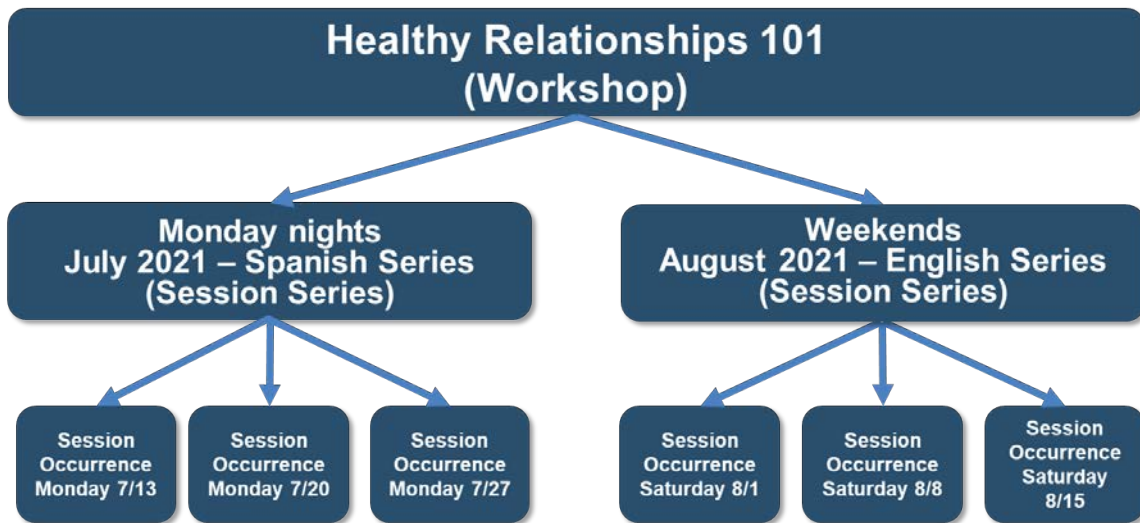 Healthy Relationships 101
(Workshop)
Monday nights
July 2021 – Spanish Series
(Session Series)
Weekends
August 2021 – English Series
(Session Series)
Session
Occurrence
Monday 7/13
Session
Occurrence
Monday 7/20
Session
Occurrence
Monday 7/27
Session
Occurrence
Saturday 8/1
Session
Occurrence
Saturday 8/8
Session
Occurrence
Saturday
8/15